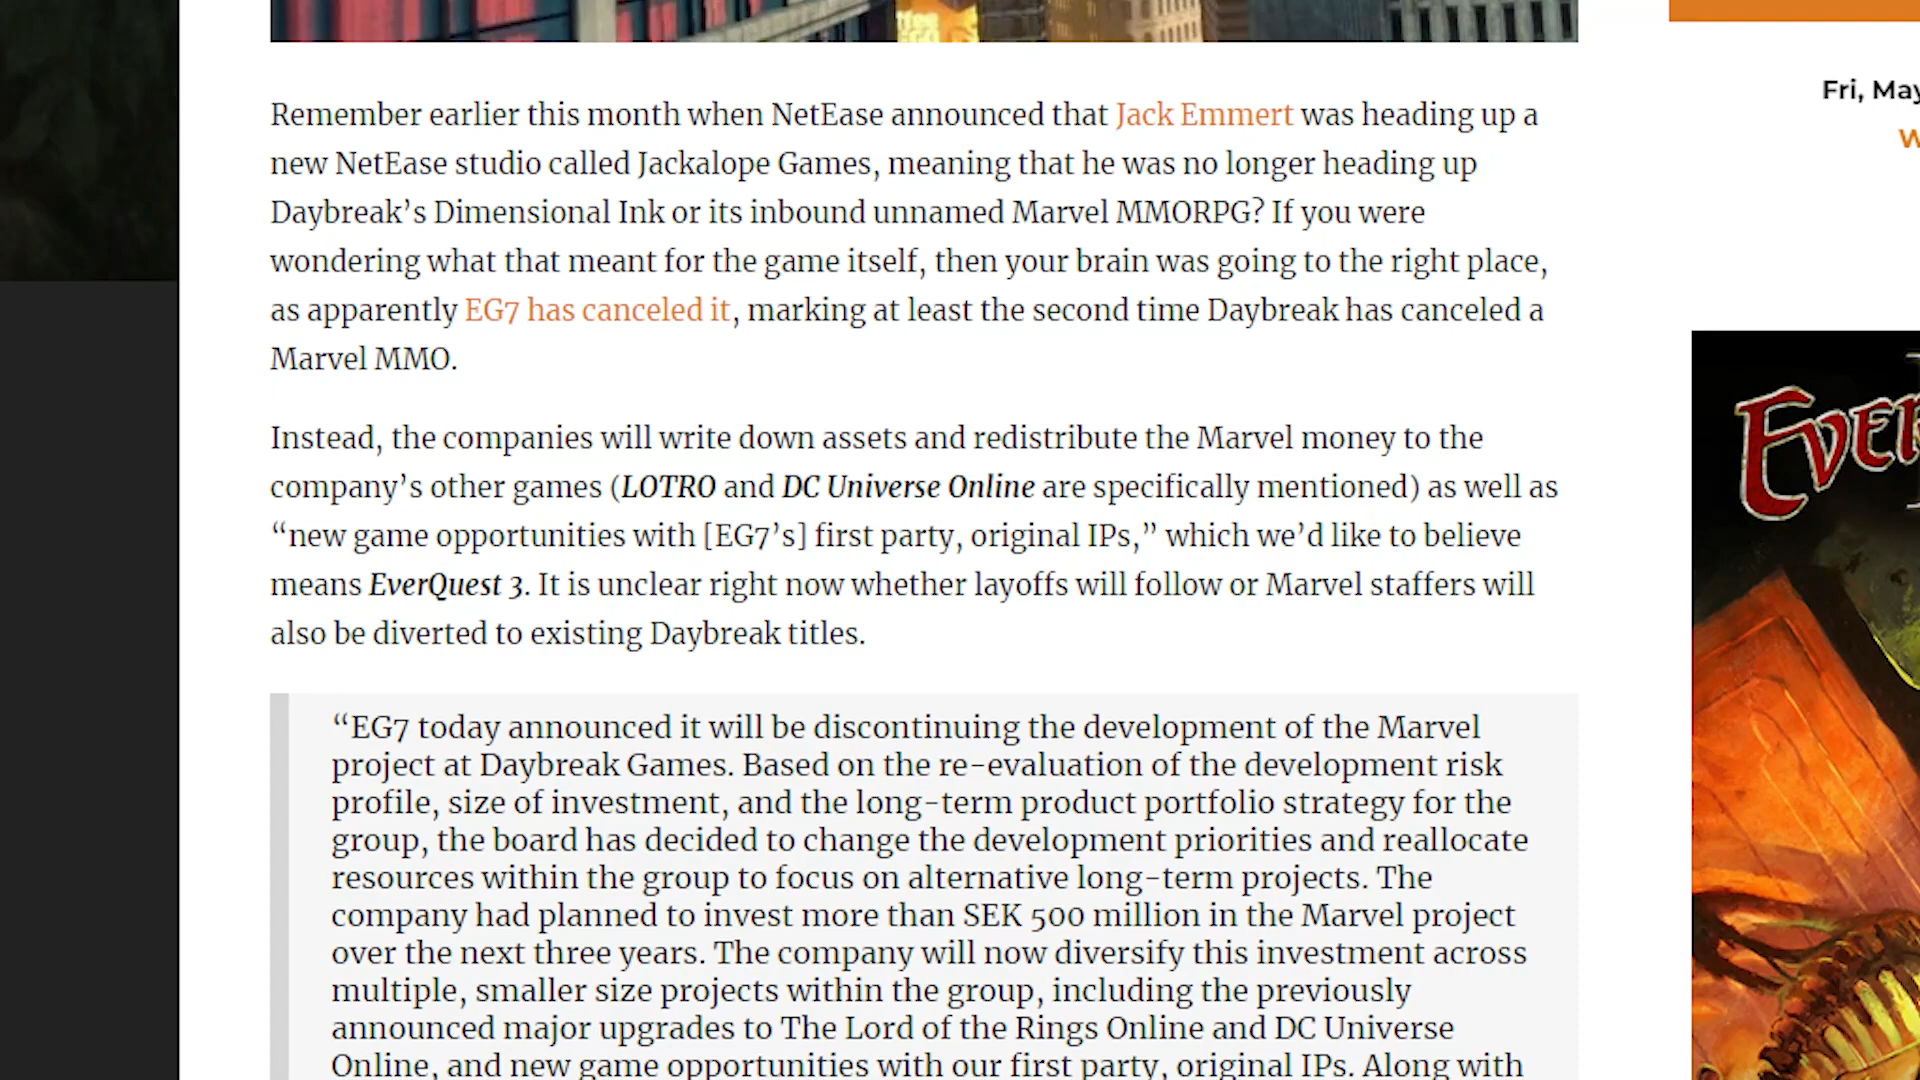 Fri, May
W
Remember earlier this month when NetEase announced that Jack Emmert was heading up a
new NetEase studio called Jackalope Games, meaning that he was no longer heading up
Daybreak’s Dimensional Ink or its inbound unnamed Marvel MMORPG? If you were
wondering what that meant for the game itself, then your brain was going to the right place,
as apparently EG7 has canceled it, marking at least the second time Daybreak has canceled a
Marvel MMO.
Instead, the companies will write down assets and redistribute the Marvel money to the
company’s other games (LOTRO and DC Universe Online are specifically mentioned) as well as
“new game opportunities with [EG7’s] first party, original IPs,” which we’d like to believe
means EverQuest 3. It is unclear right now whether layoffs will follow or Marvel staffers will
also be diverted to existing Daybreak titles.
“EG7 today announced it will be discontinuing the development of the Marvel
project at Daybreak Games. Based on the re-evaluation of the development risk
profile, size of investment, and the long-term product portfolio strategy for the
group, the board has decided to change the development priorities and reallocate
resources within the group to focus on alternative long-term projects. The
company had planned to invest more than SEK 500 million in the Marvel project
over the next three years. The company will now diversify this investment across
multiple, smaller size projects within the group, including the previously
announced major upgrades to The Lord of the Rings Online and DC Universe
Online, and new game opportunities with our first party, original IPs. Along with
Ever